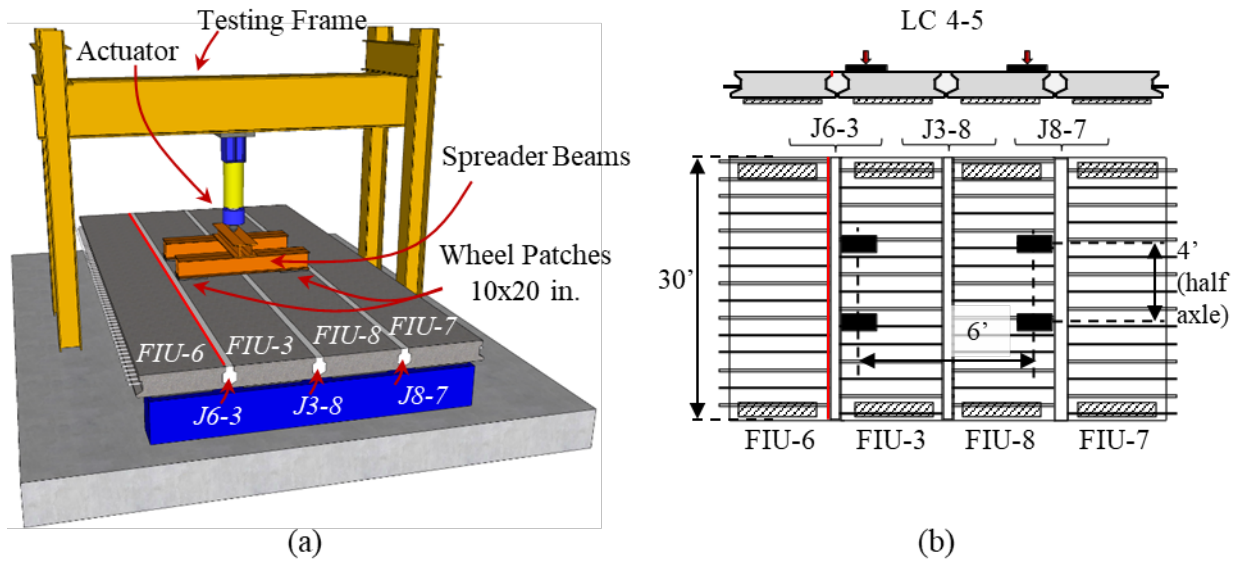 Testing Frame
Actuator
Spreader Beams
Wheel Patches
10x20 in.
FIU-6
FIU-3
FIU-8
FIU-7
J6-3
J3-8
J8-7
(a)
LC 4-5
J6-3
J3-8
J8-7
30’
4’
(half
axle)
6’
FIU-6
FIU-3
FIU-8
FIU-7
(b)